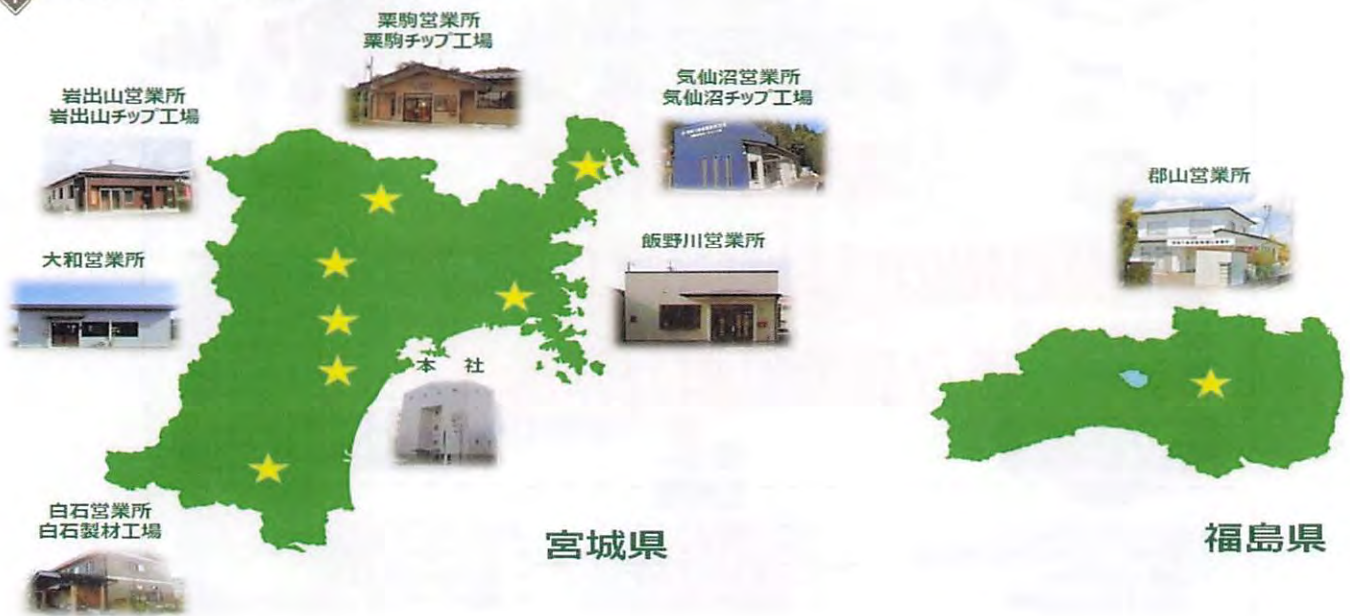 栗駒営業所
栗駒チップ工場
気仙沼営業所
気仙沼チップ工場
岩出山営業所
岩出山チップ工場
郡山営業所
飯野川営業所
大和営業所
本 社
白石営業所
白石製材工場
宮城県
福島県